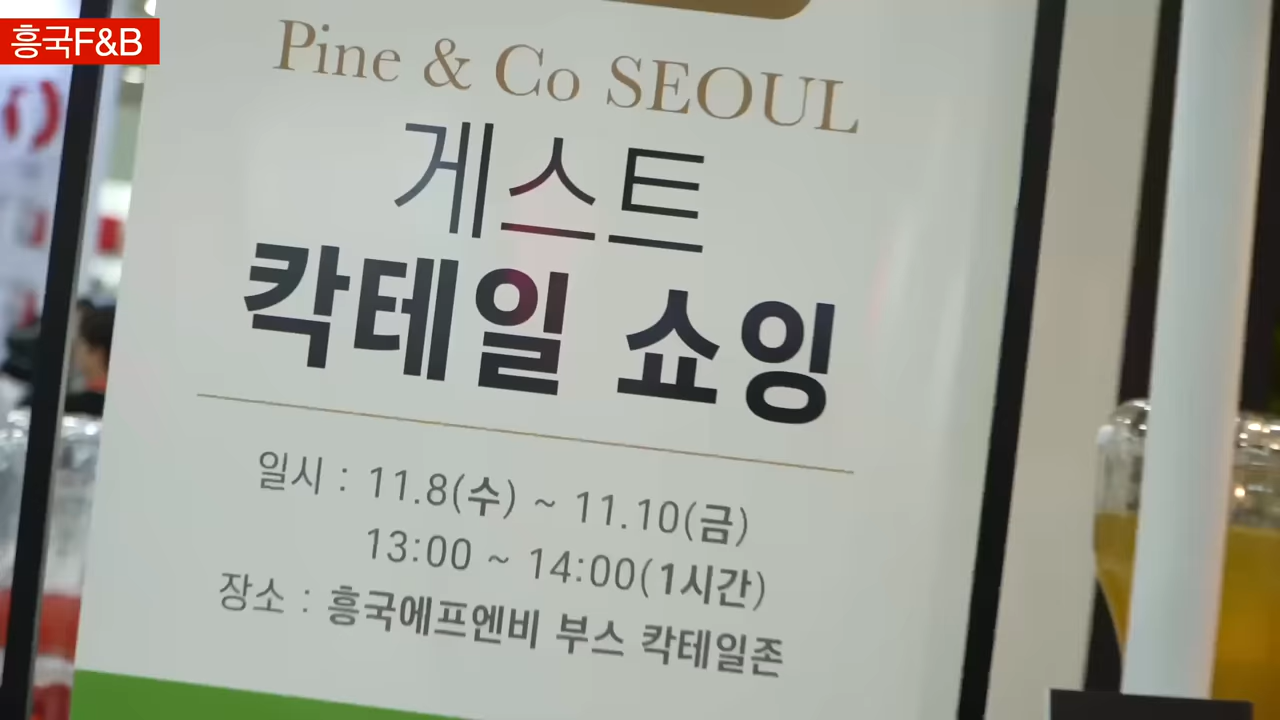 흥국F&B
Pine & Co SEOUL
게스트
칵테일 쇼잉
일시 : 11.8(수) ~ 11.10(금)
13:00 ~ 14:00(1시간)
장소 : 흥국에프엔비 부스 칵테일존